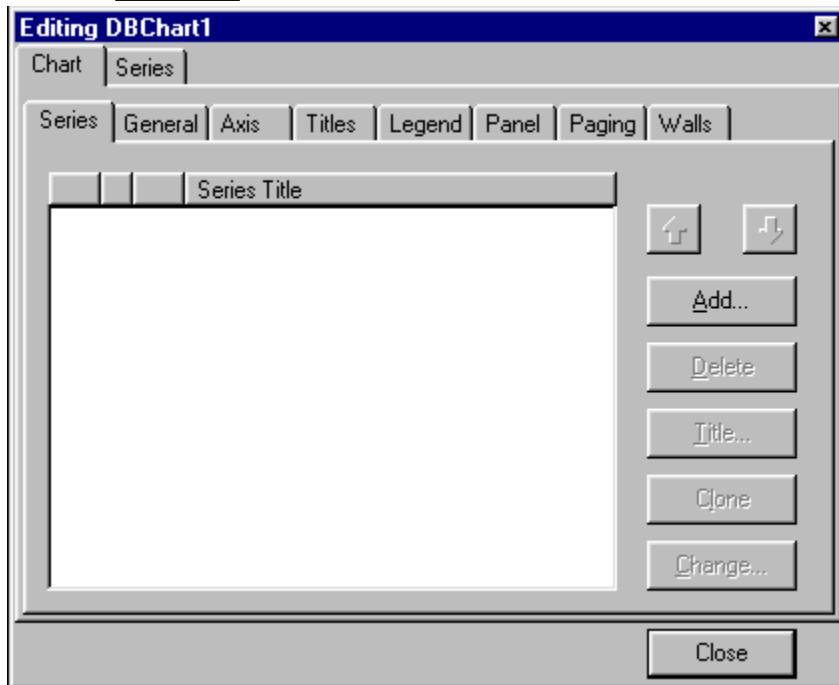 Editing DBChart1
Chart Series
Series General Axis Titles Legend Panel Paging Walls
Series Title
Add...
Delete
Title...
Clone
Change...
Close